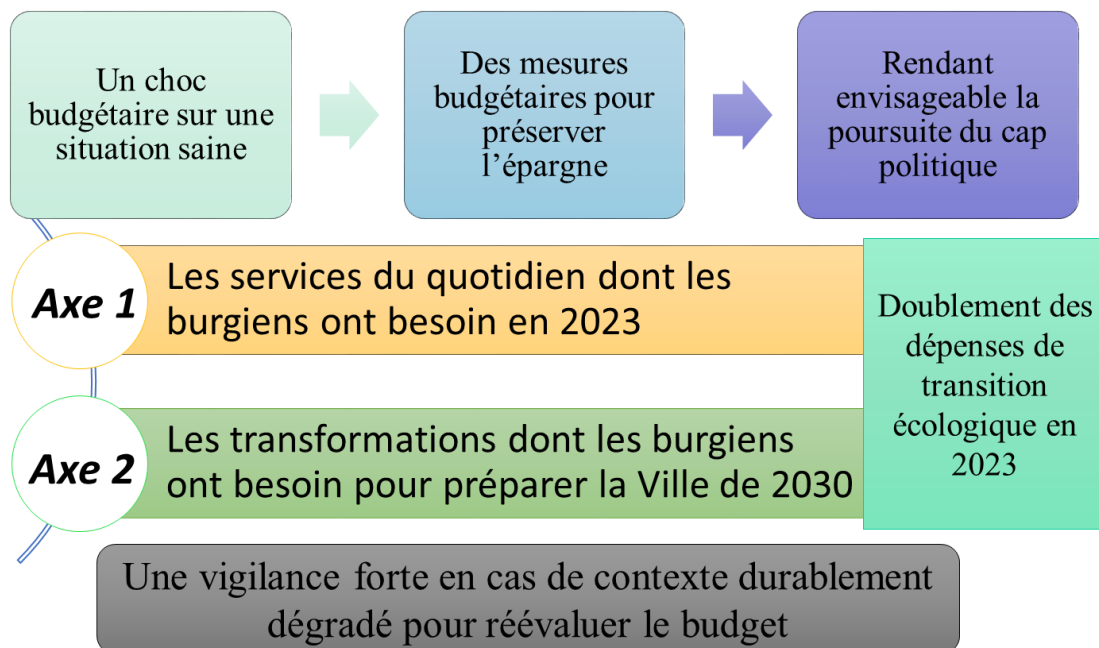 Un choc
budgétaire sur une
situation saine
Des mesures
budgétaires pour
préserver
l’épargne
Rendant
envisageable la
poursuite du cap
politique
Axe 1
Les services du quotidien dont les
burgiens ont besoin en 2023
Axe 2
Les transformations dont les burgiens
ont besoin pour préparer la Ville de 2030
Doublement des
dépenses de
transition
écologique en
2023
Une vigilance forte en cas de contexte durablement
dégradé pour réévaluer le budget